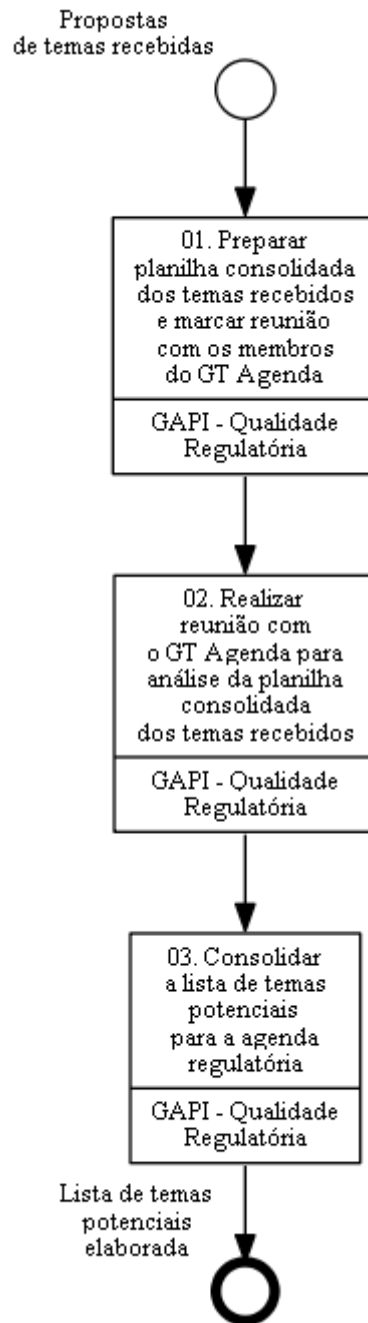 Propostas
de temas recebidas
01. Preparar
planilha consolidada
dos temas recebidos
e marcar reunião
com os membros
do GT Agenda
GAPI - Qualidade
Regulatória
02. Realizar
reunião com
o GT Agenda para
análise da planilha
consolidada
dos temas recebidos
GAPI - Qualidade
Regulatória
03. Consolidar
a lista de temas
potenciais
para a agenda
regulatória
GAPI - Qualidade
Regulatória
Lista de temas
potenciais
elaborada